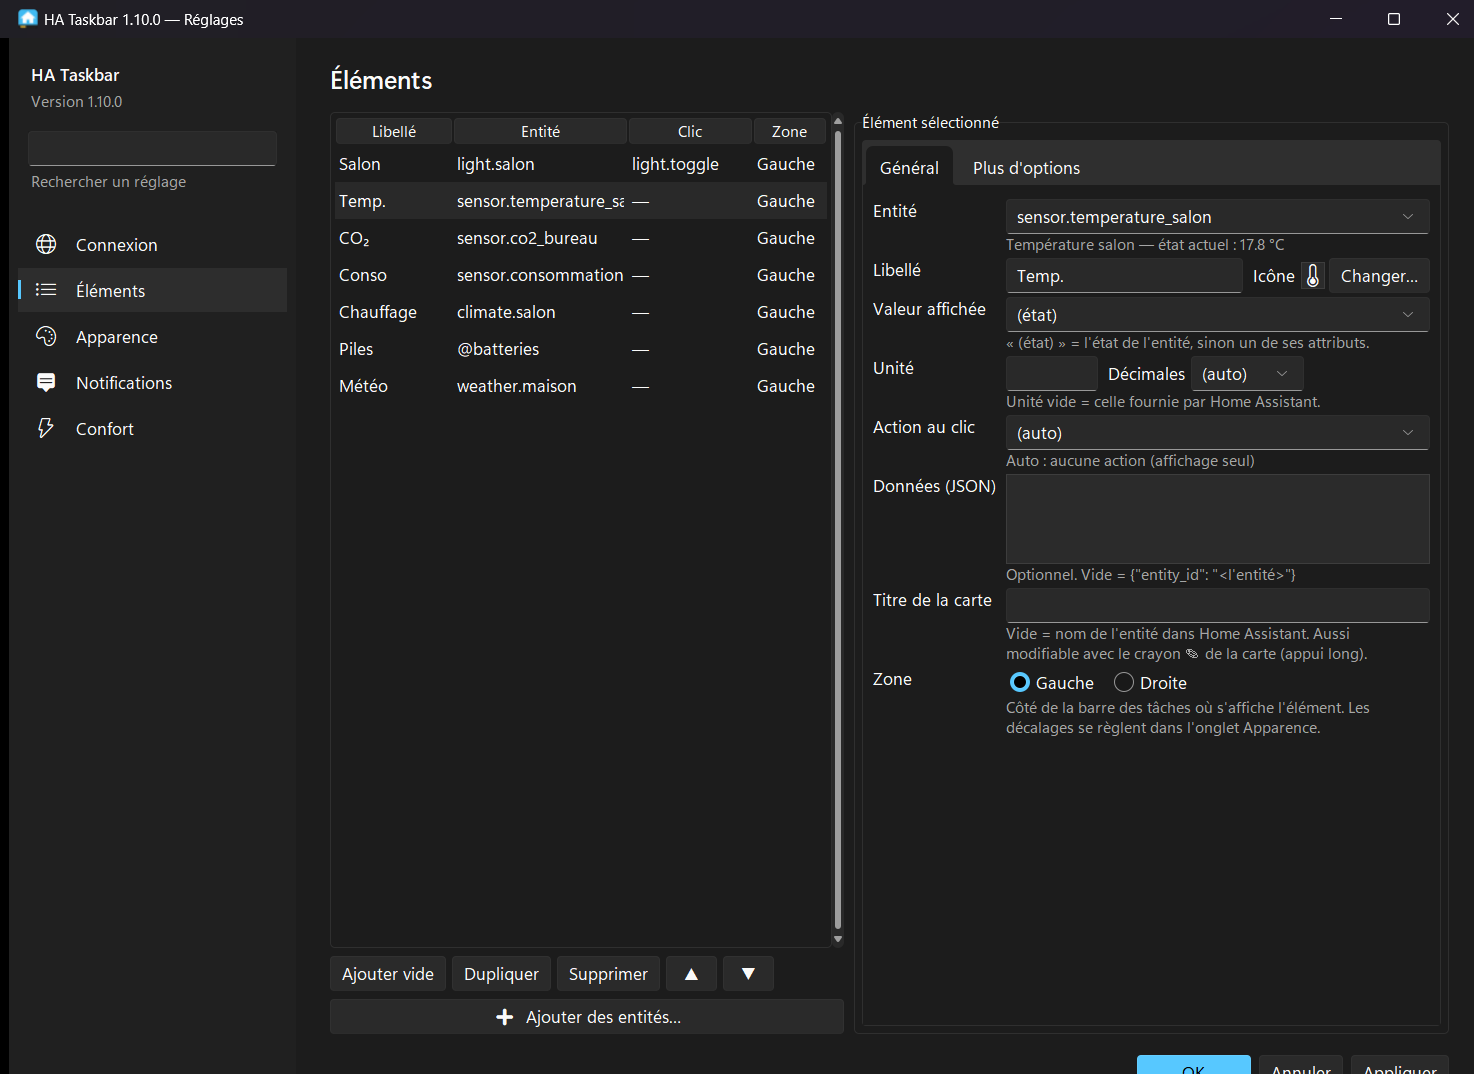 HA Taskbar 1.10.0 — Réglages
HA Taskbar
Version 1.10.0
Rechercher un réglage
Connexion
Éléments
Apparence
Notifications
Confort
Éléments
Libellé Entité Clic Zone
Salon light.salon light.toggle Gauche
Temp. sensor.temperature_sa — Gauche
CO₂ sensor.co2_bureau — Gauche
Conso sensor.consommation — Gauche
Chauffage climate.salon — Gauche
Piles @batteries — Gauche
Météo weather.maison — Gauche
Ajouter vide Dupliquer Supprimer ▲ ▼
Ajouter des entités...
Élément sélectionné
Général Plus d'options
Entité sensor.temperature_salon
Température salon — état actuel : 17.8 °C
Libellé Temp. Icône Changer...
Valeur affichée (état)
« (état) » = l'état de l'entité, sinon un de ses attributs.
Unité Décimales (auto)
Unité vide = celle fournie par Home Assistant.
Action au clic (auto)
Auto : aucune action (affichage seul)
Données (JSON)
Optionnel. Vide = {"entity_id": "<l'entité>"}
Titre de la carte
Vide = nom de l'entité dans Home Assistant. Aussi
modifiable avec le crayon ✎ de la carte (appui long).
Zone Gauche Droite
Côté de la barre des tâches où s'affiche l'élément. Les
décalages se règlent dans l'onglet Apparence.
OK Annuler Appliquer